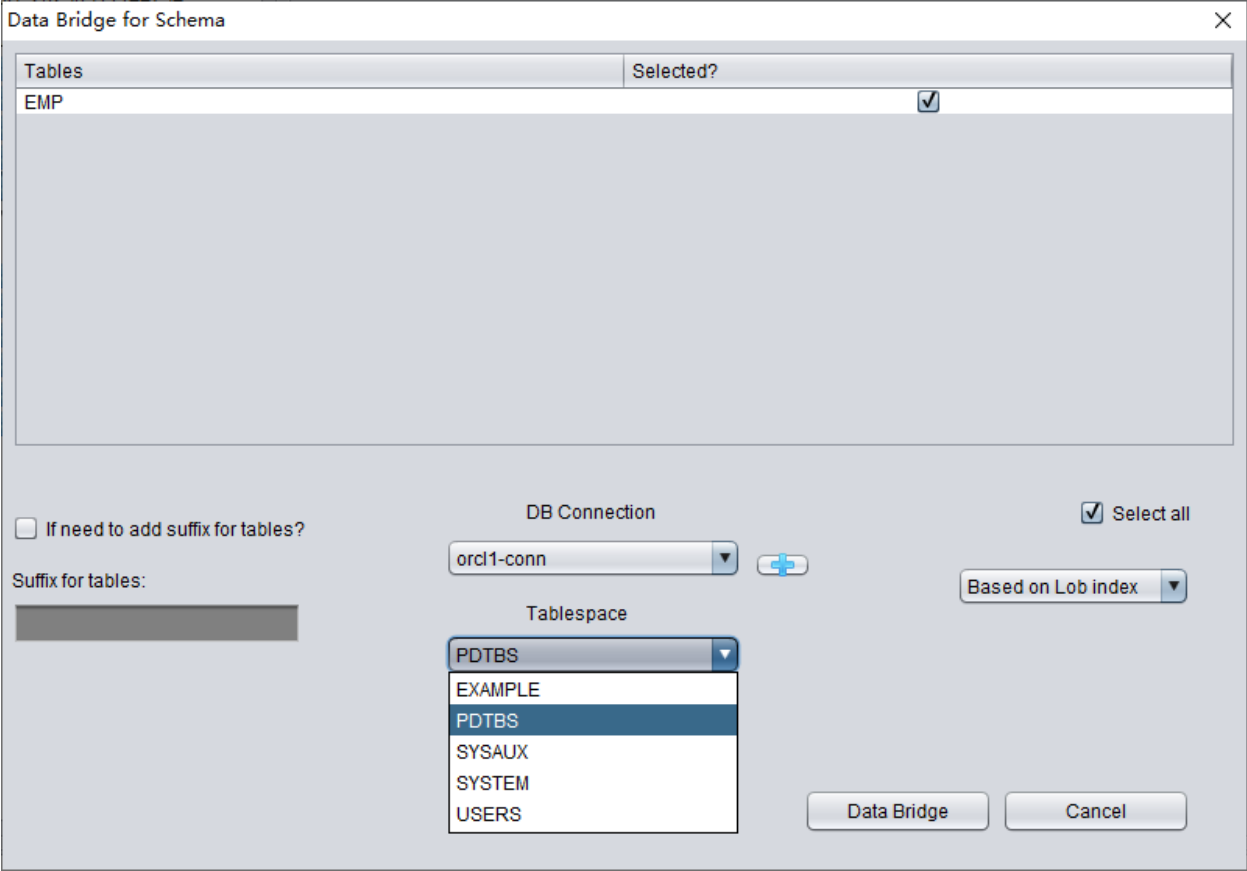 Data Bridge for Schema
Tables Selected?
EMP
DB Connection
Select all
If need to add suffix for tables?
orcl1-conn
Suffix for tables:
Based on Lob index
Tablespace
PDTBS
EXAMPLE
PDTBS
SYSAUX
SYSTEM
USERS
Data Bridge Cancel